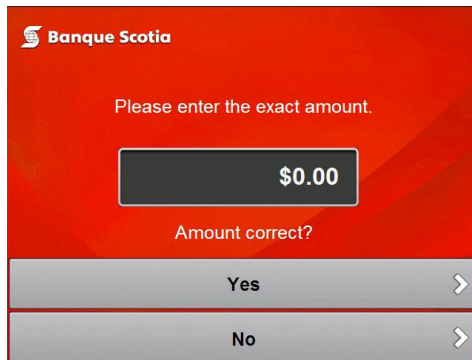 Banque Scotia
Please enter the exact amount.
$0.00
Amount correct?
Yes
No